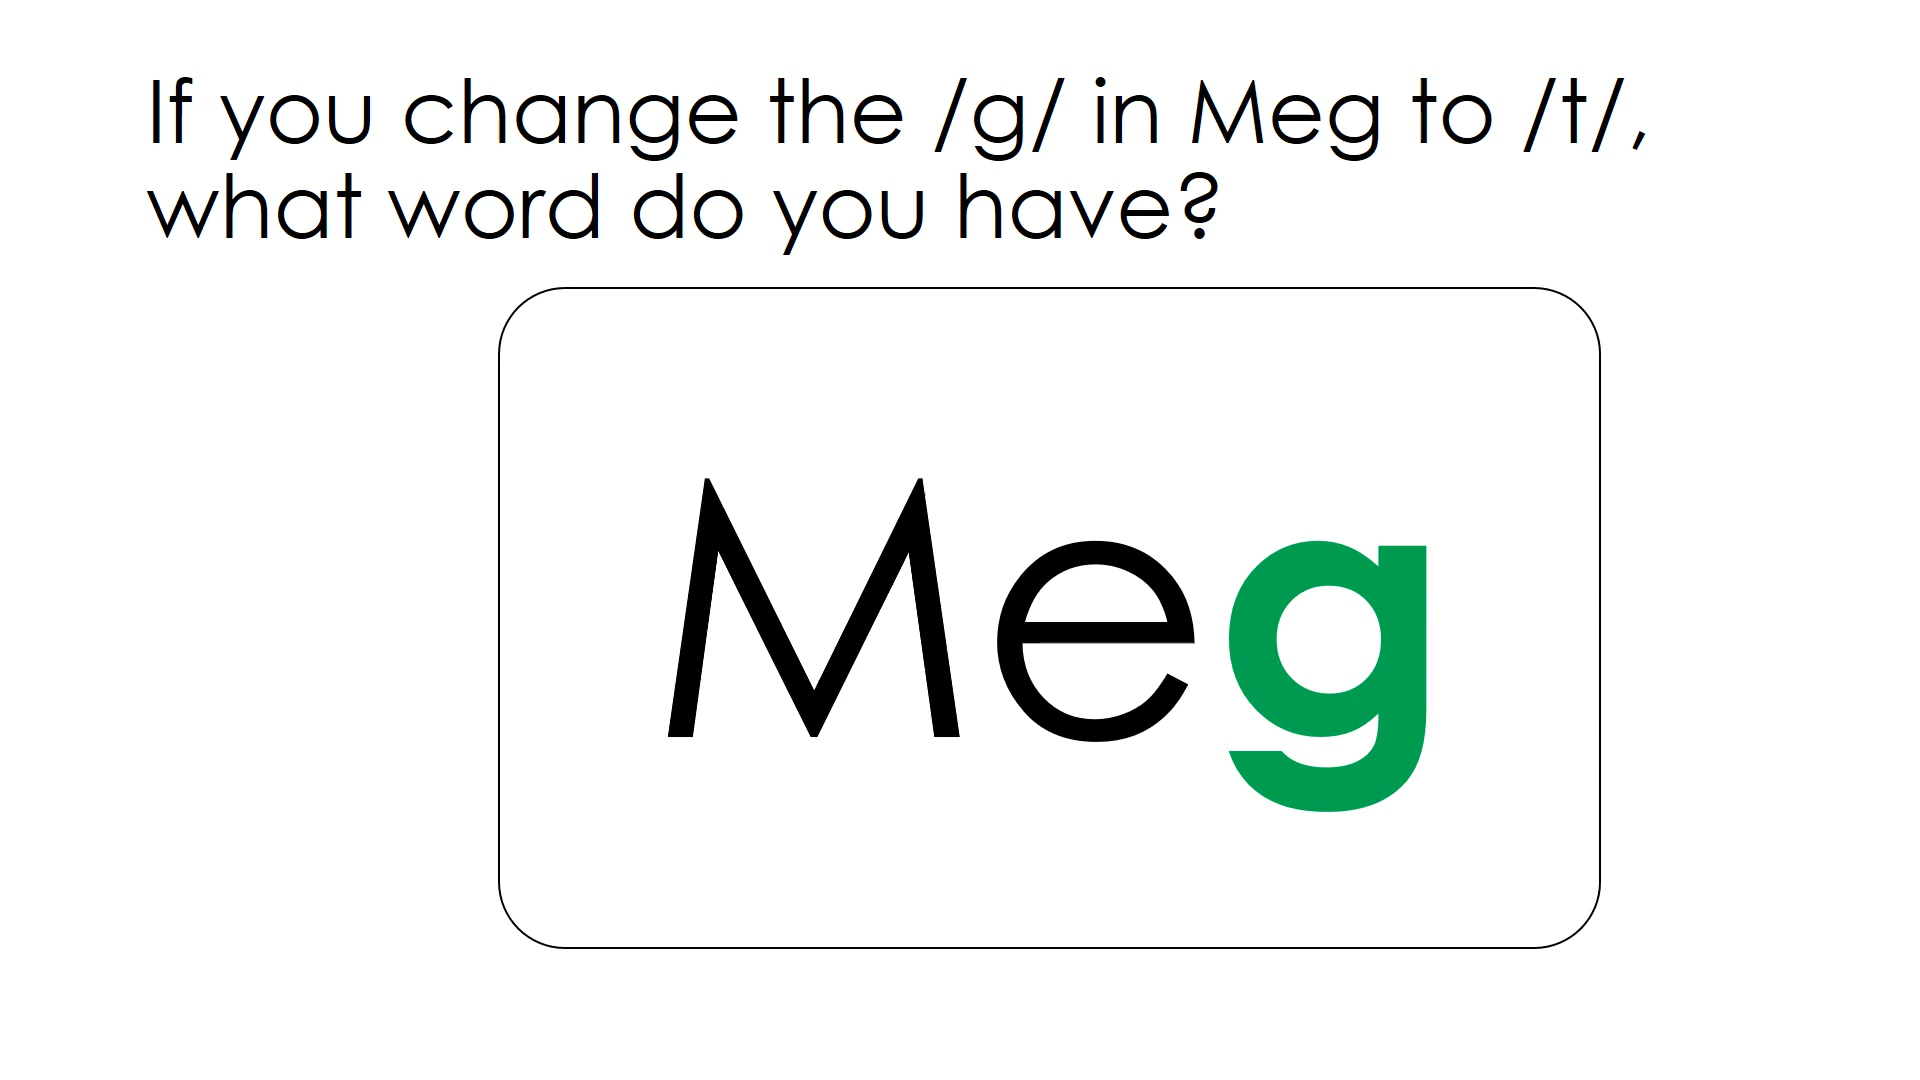 If you change the /g/ in Meg to /t/,
what word do you have?
Meg